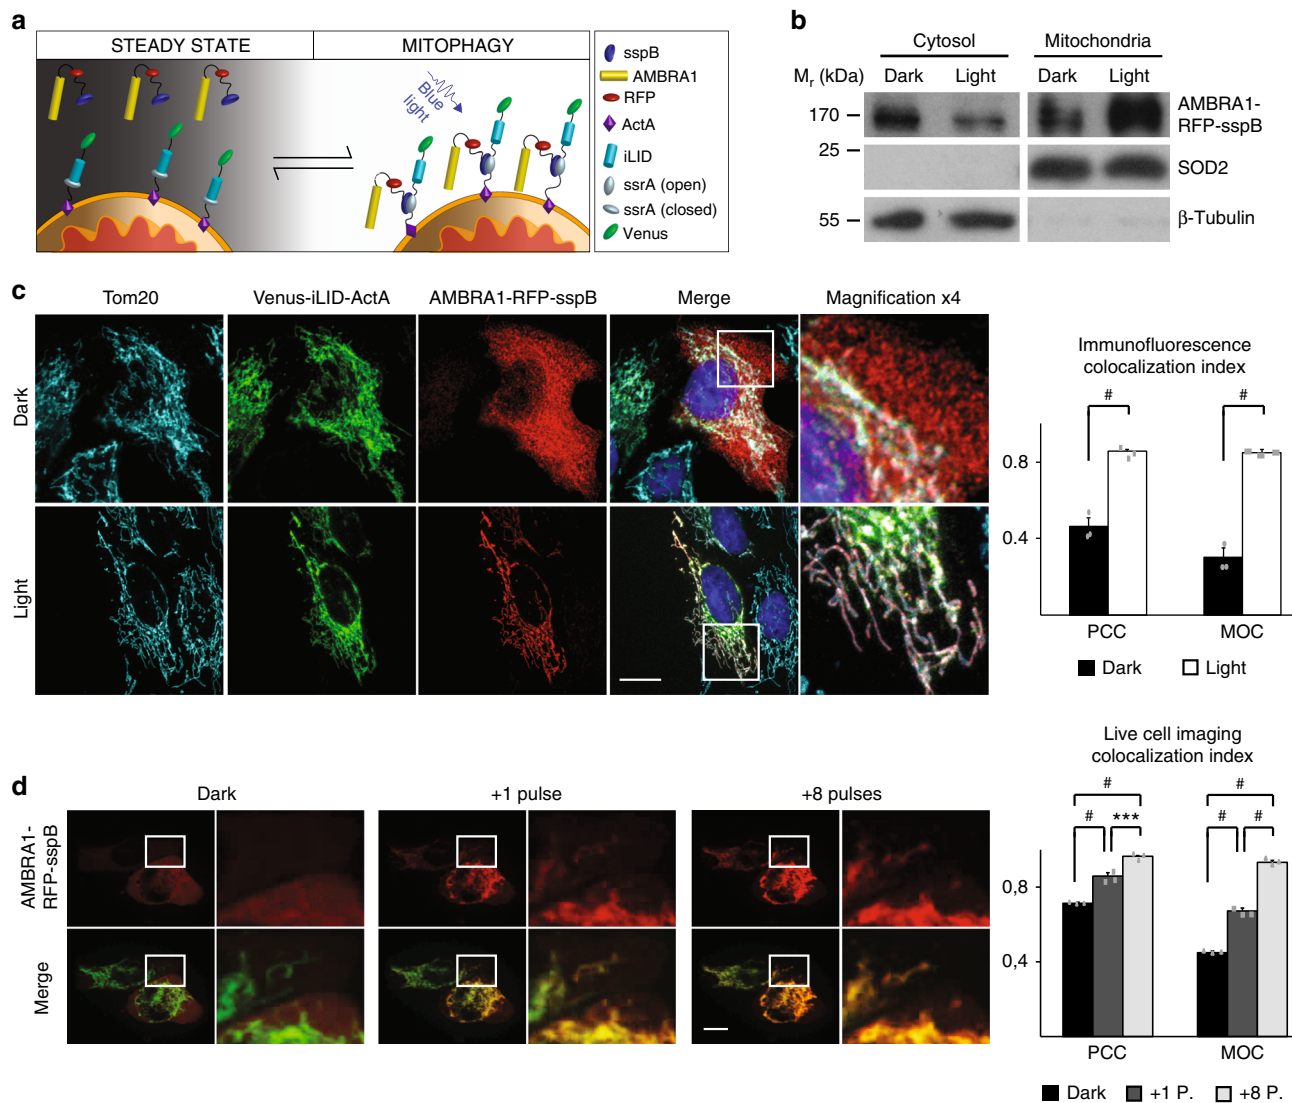 a
STEADY STATE
MITOPHAGY
Blue
light
sspB
AMBRA1
RFP
ActA
iLID
ssrA (open)
ssrA (closed)
Venus
b
Cytosol
Mitochondria
Mr (kDa)
Dark
Light
Dark
Light
170
AMBRA1-
RFP-sspB
25
SOD2
55
β-Tubulin
c
Tom20
Venus-iLID-ActA
AMBRA1-RFP-sspB
Merge
Magnification x4
Dark
Light
Immunofluorescence
colocalization index
#
#
0.8
0.4
PCC
MOC
Dark
Light
d
Dark
+1 pulse
+8 pulses
AMBRA1-
RFP-sspB
Merge
Live cell imaging
colocalization index
#
#
#
***
#
#
0,8
0,4
PCC
MOC
Dark
+1 P.
+8 P.